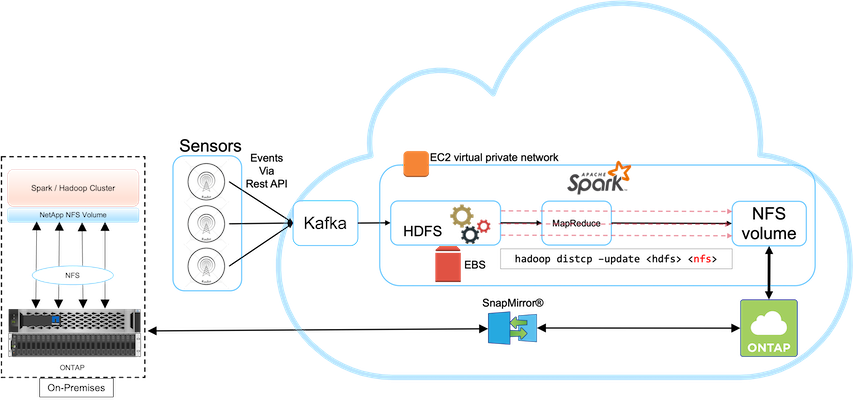 Sensors
Events
Via
Rest API
EC2 virtual private network
APACHE
Spark™
Spark / Hadoop Cluster
NetApp NFS Volume
NFS
ONTAP
On-Premises
Kafka
HDFS
MapReduce
NFS
volume
EBS
hadoop distcp -update <hdfs> <nfs>
SnapMirror®
ONTAP